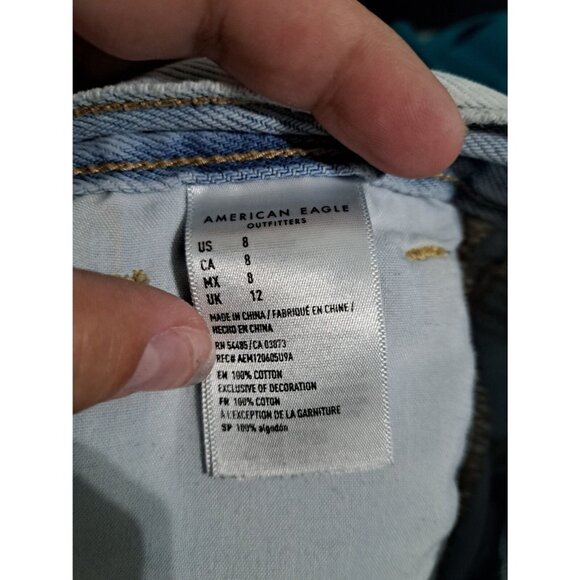 AMERICAN EAGLE
OUTFITTERS
US 8
CA 8
MX 8
UK 12
MADE IN CHINA / FABRIQUÉ EN CHINE /
HECHO EN CHINA
RN 54485/CA 03873
RFC# AEM120605U9A
EN 100% COTTON
EXCLUSIVE OF DECORATION
FR 100% COTON
À L'EXCEPTION DE LA GARNITURE
SP 100% algodón